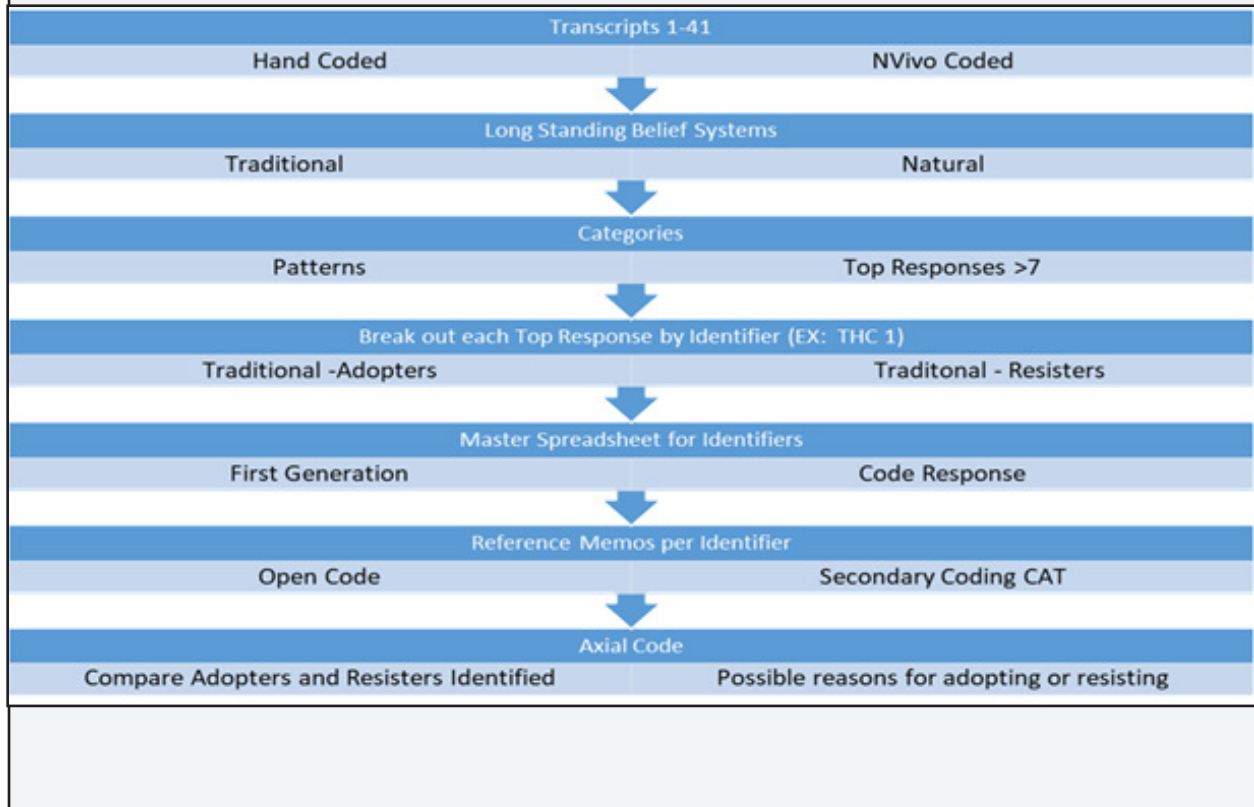 Transcripts 1-41
Hand Coded NVivo Coded
Long Standing Belief Systems
Traditional Natural
Categories
Patterns Top Responses >7
Break out each Top Response by Identifier (EX: THC 1)
Traditional -Adopters Traditonal - Resisters
Master Spreadsheet for Identifiers
First Generation Code Response
Reference Memos per Identifier
Open Code Secondary Coding CAT
Axial Code
Compare Adopters and Resisters Identified Possible reasons for adopting or resisting